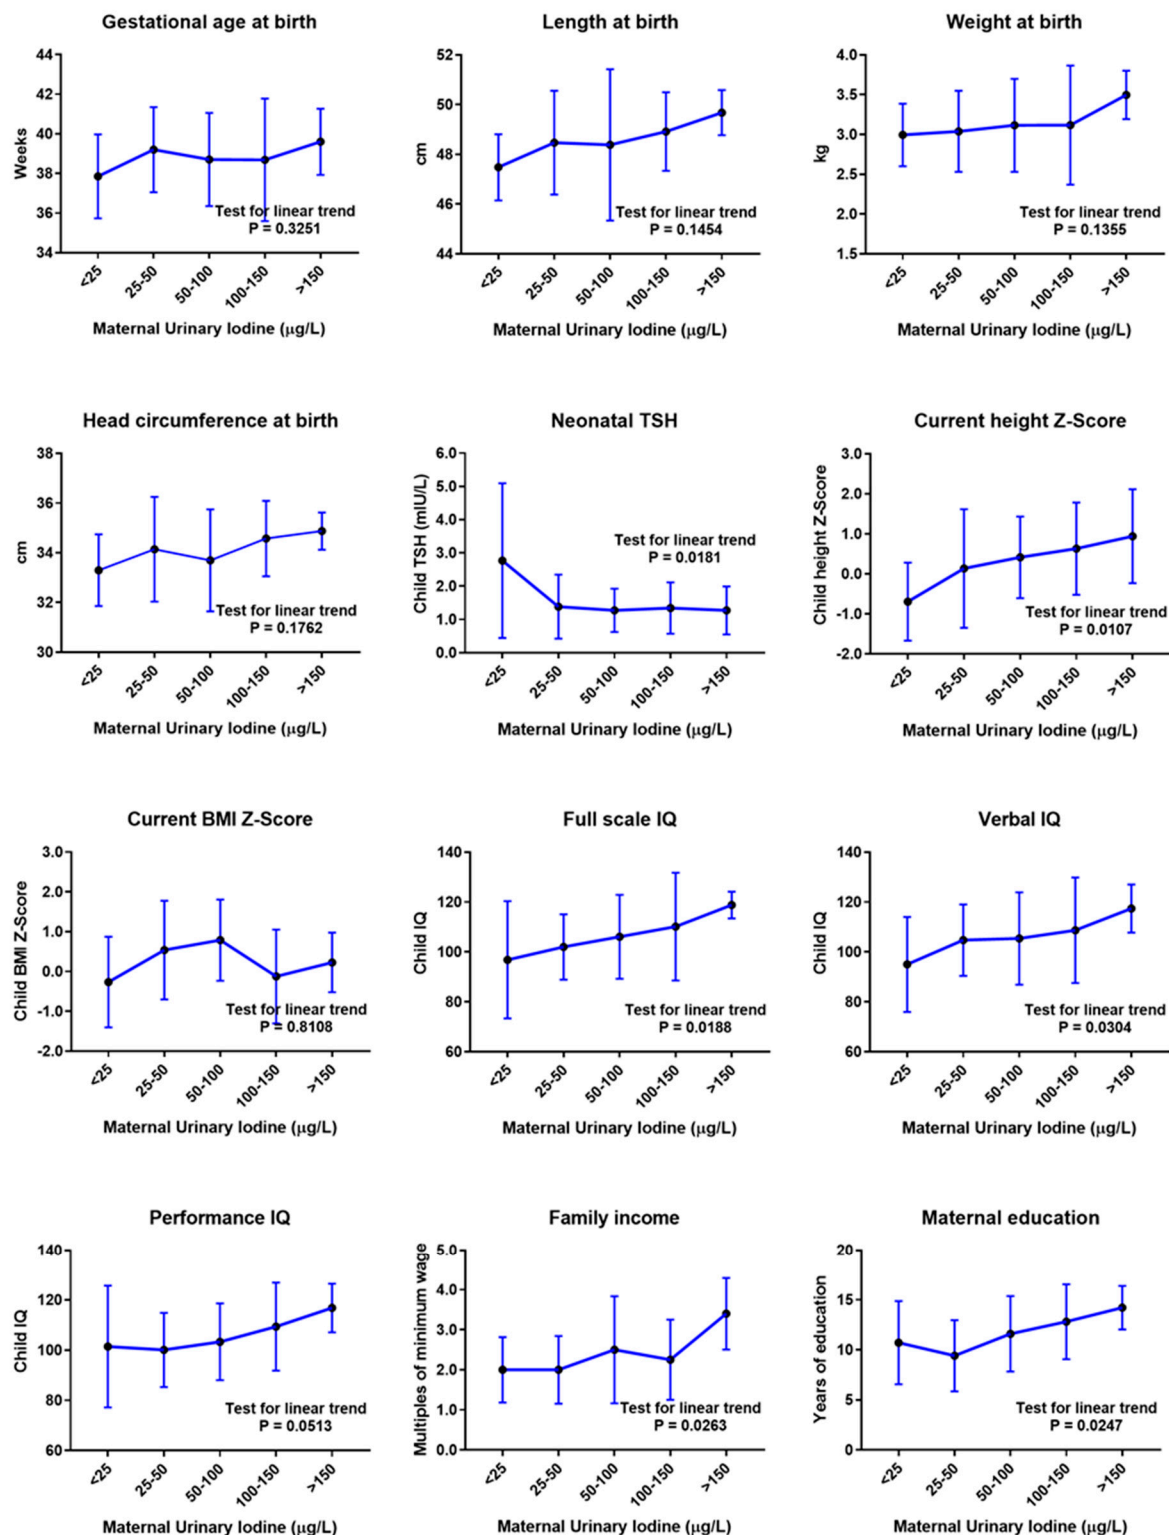 Gestational age at birth
Weeks
44
42
40
38
36
34
Test for linear trend
P = 0.3251
<25
25-50
50-100
100-150
>150
Maternal Urinary Iodine (μg/L)
Length at birth
cm
52
50
48
46
44
Test for linear trend
P = 0.1454
<25
25-50
50-100
100-150
>150
Maternal Urinary Iodine (μg/L)
Weight at birth
kg
4.0
3.5
3.0
2.5
2.0
1.5
Test for linear trend
P = 0.1355
<25
25-50
50-100
100-150
>150
Maternal Urinary Iodine (μg/L)
Head circumference at birth
cm
38
36
34
32
30
Test for linear trend
P = 0.1762
<25
25-50
50-100
100-150
>150
Maternal Urinary Iodine (μg/L)
Neonatal TSH
Child TSH (mIU/L)
6.0
5.0
4.0
3.0
2.0
1.0
0.0
Test for linear trend
P = 0.0181
<25
25-50
50-100
100-150
>150
Maternal Urinary Iodine (μg/L)
Current height Z-Score
Child height Z-Score
3.0
2.0
1.0
0.0
-1.0
-2.0
Test for linear trend
P = 0.0107
<25
25-50
50-100
100-150
>150
Maternal Urinary Iodine (μg/L)
Current BMI Z-Score
Child BMI Z-Score
3.0
2.0
1.0
0.0
-1.0
-2.0
Test for linear trend
P = 0.8108
<25
25-50
50-100
100-150
>150
Maternal Urinary Iodine (μg/L)
Full scale IQ
Child IQ
140
120
100
80
60
Test for linear trend
P = 0.0188
<25
25-50
50-100
100-150
>150
Maternal Urinary Iodine (μg/L)
Verbal IQ
Child IQ
140
120
100
80
60
Test for linear trend
P = 0.0304
<25
25-50
50-100
100-150
>150
Maternal Urinary Iodine (μg/L)
Performance IQ
Child IQ
140
120
100
80
60
Test for linear trend
P = 0.0513
<25
25-50
50-100
100-150
>150
Maternal Urinary Iodine (μg/L)
Family income
Multiples of minimum wage
5.0
4.0
3.0
2.0
1.0
0.0
Test for linear trend
P = 0.0263
<25
25-50
50-100
100-150
>150
Maternal Urinary Iodine (μg/L)
Maternal education
Years of education
20
15
10
5
0
Test for linear trend
P = 0.0247
<25
25-50
50-100
100-150
>150
Maternal Urinary Iodine (μg/L)